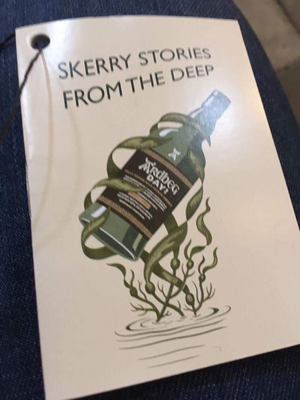 SKERRY STORIES
FROM THE DEEP
Ardbeg
DAY!